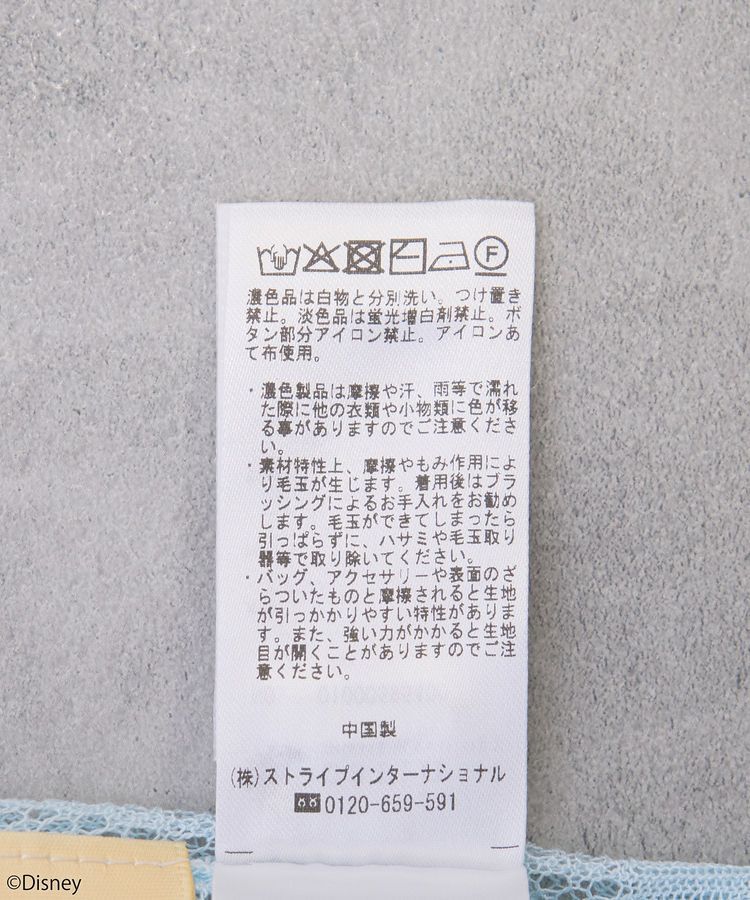 F
濃色品は白物と分別洗い。つけ置き
禁止。淡色品は蛍光増白剤禁止。ボ
タン部分アイロン禁止。アイロンあ
て布使用。
・濃色製品は摩擦や汗、雨等で濡れ
た際に他の衣類や小物類に色が移
る事がありますのでご注意くださ
い。
・素材特性上、摩擦やもみ作用によ
り毛玉が生じます。着用後はブラ
ッシングによるお手入れをお勧め
します。毛玉ができてしまったら
引っぱらずに、ハサミや毛玉取り
器等で取り除いてください。
・バッグ、アクセサリーや表面のざ
らついたものと摩擦されると生地
が引っかかりやすい特性がありま
す。また、強い力がかかると生地
目が開くことがありますのでご注
意ください。
中国製
(株)ストライプインターナショナル
0120-659-591
©Disney